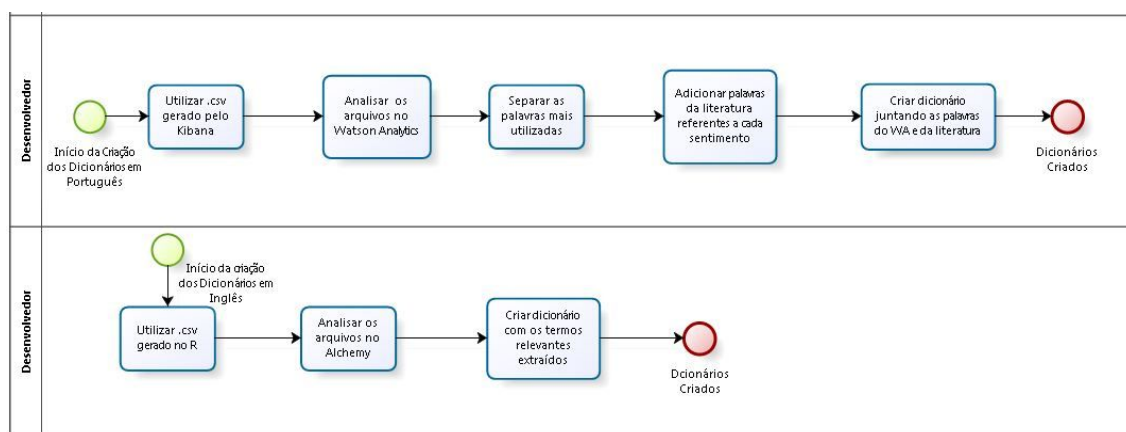 Desenvolvedor
Início da Criação
dos Dicionários em
Português
Utilizar .csv
gerado pelo
Kibana
Analisar os
arquivos no
Watson Analytics
Separar as
palavras mais
utilizadas
Adicionar palavras
da literatura
referentes a cada
sentimento
Criar dicionário
juntando as palavras
do WA e da literatura
Dicionários
Criados
Desenvolvedor
Início da criação
dos Dicionários em
Inglês
Utilizar .csv
gerado no R
Analisar os
arquivos no
Alchemy
Criar dicionário
com os termos
relevantes
extraídos
Dcionários
Criados